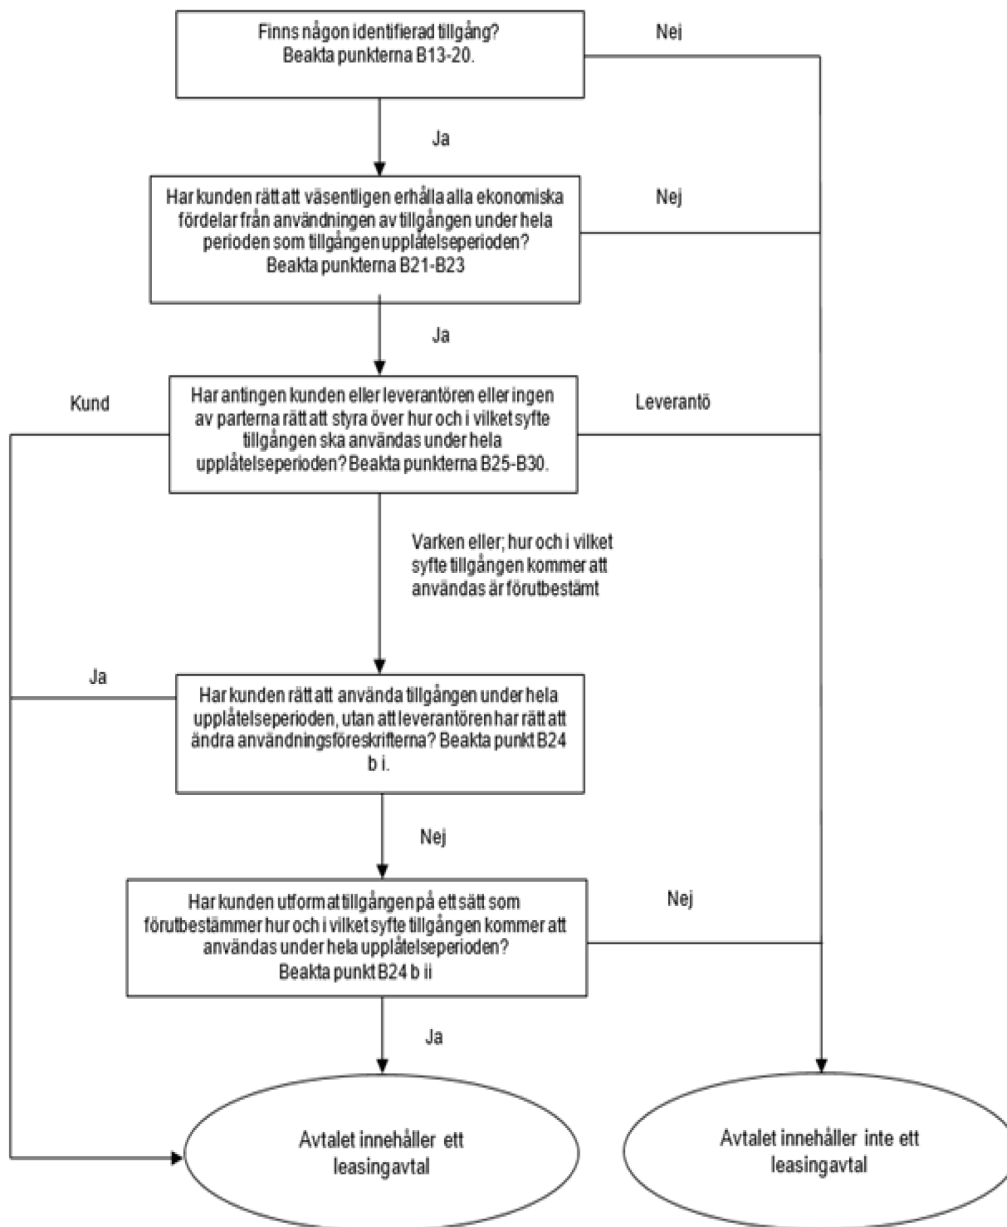 Finns någon identifierad tillgång?
Beakta punkterna B13-20.
Nej
Ja
Har kunden rätt att väsentligen erhålla alla ekonomiska
fördelar från användningen av tillgången under hela
perioden som tillgången upplåtelseperioden?
Beakta punkterna B21-B23
Nej
Ja
Kund
Har antingen kunden eller leverantören eller ingen
av parterna rätt att styra över hur och i vilket syfte
tillgången ska användas under hela
upplåtelseperioden? Beakta punkterna B25-B30.
Leverantö
Varken eller; hur och i vilket
syfte tillgången kommer att
användas är förutbestämt
Ja
Har kunden rätt att använda tillgången under hela
upplåtelseperioden, utan att leverantören har rätt att
ändra användningsföreskrifterna? Beakta punkt B24
b i.
Nej
Har kunden utformat tillgången på ett sätt som
förutbestämmer hur och i vilket syfte tillgången kommer att
användas under hela upplåtelseperioden?
Beakta punkt B24 b ii
Nej
Ja
Avtalet innehåller ett
leasingavtal
Avtalet innehåller inte ett
leasingavtal